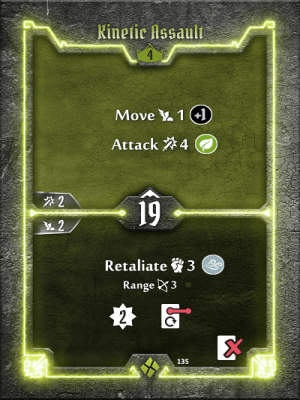 Kinetic Assault
4
Move 1 +1
Attack 4
2
19
2
Retaliate 3
Range 3
2
135